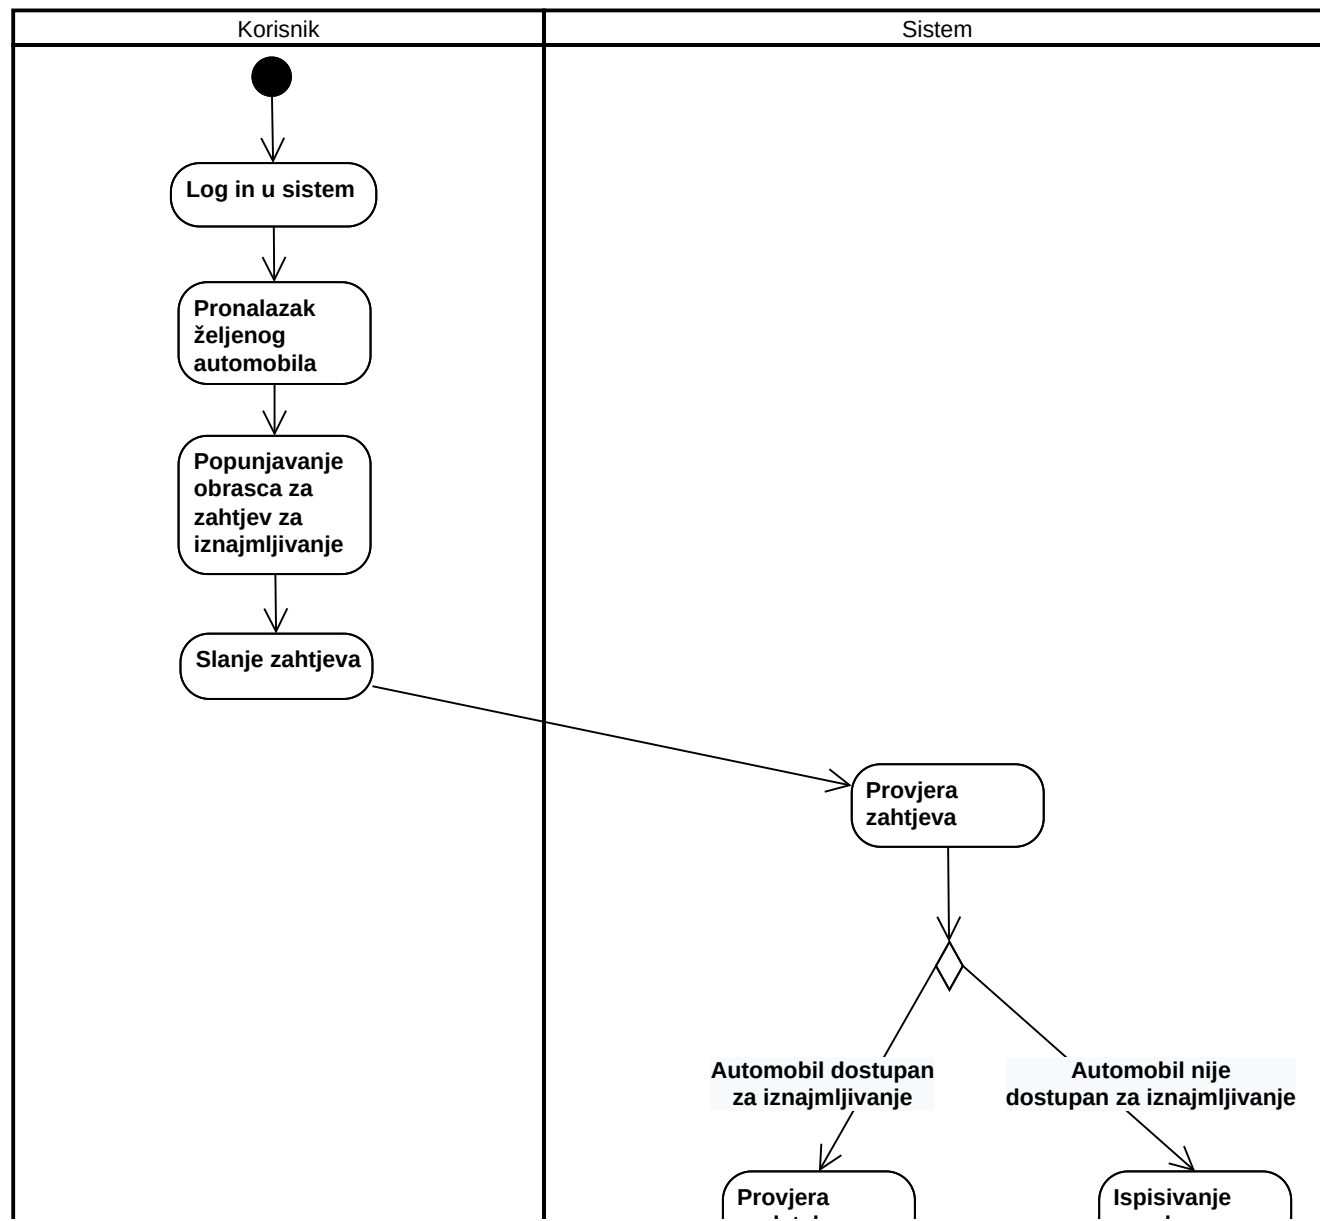 Korisnik
Sistem
Log in u sistem
Pronalazak
željenog
automobila
Popunjavanje
obrasca za
zahtjev za
iznajmljivanje
Slanje zahtjeva
Provjera
zahtjeva
Automobil dostupan
za iznajmljivanje
Automobil nije
dostupan za iznajmljivanje
Provjera
Ispisivanje